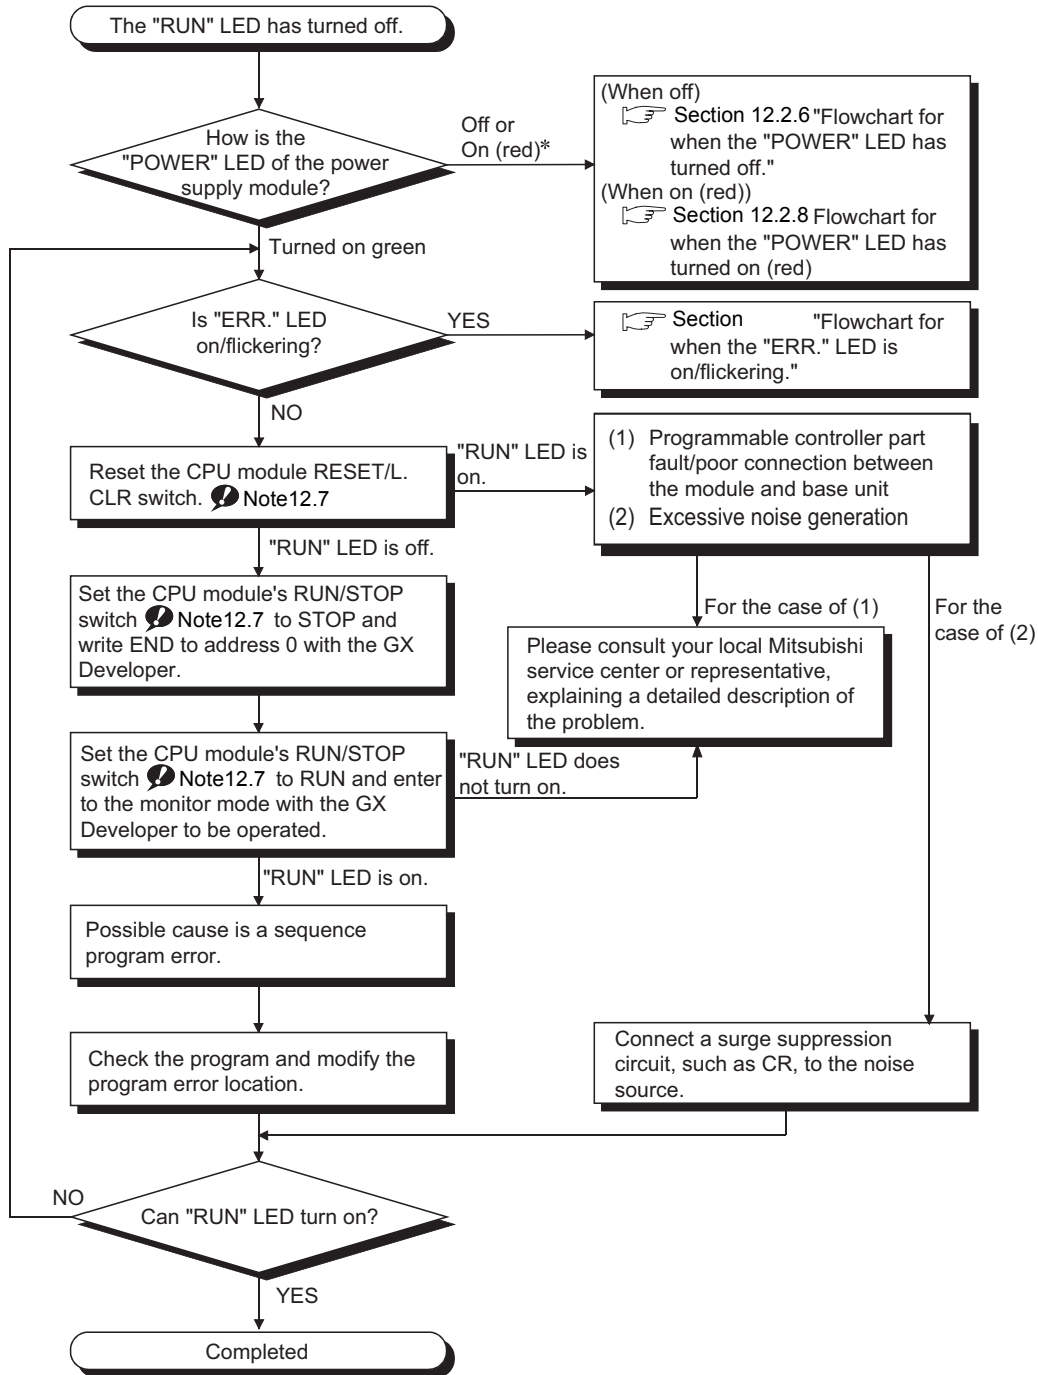 The "RUN" LED has turned off.
How is the
"POWER" LED of the power
supply module?
Off or
On (red)*
(When off)
Section 12.2.6 "Flowchart for
when the "POWER" LED has
turned off."
(When on (red))
Section 12.2.8 Flowchart for
when the "POWER" LED has
turned on (red)
Turned on green
Is "ERR." LED
on/flickering?
YES
Section "Flowchart for
when the "ERR." LED is
on/flickering."
NO
Reset the CPU module RESET/L.
CLR switch. Note12.7
"RUN" LED is
on.
(1) Programmable controller part
fault/poor connection between
the module and base unit
(2) Excessive noise generation
"RUN" LED is off.
Set the CPU module's RUN/STOP
switch Note12.7 to STOP and
write END to address 0 with the GX
Developer.
For the case of (1)
For the
case of (2)
Please consult your local Mitsubishi
service center or representative,
explaining a detailed description of
the problem.
Set the CPU module's RUN/STOP
switch Note12.7 to RUN and enter
to the monitor mode with the GX
Developer to be operated.
"RUN" LED does
not turn on.
"RUN" LED is on.
Possible cause is a sequence
program error.
Check the program and modify the
program error location.
Connect a surge suppression
circuit, such as CR, to the noise
source.
NO
Can "RUN" LED turn on?
YES
Completed